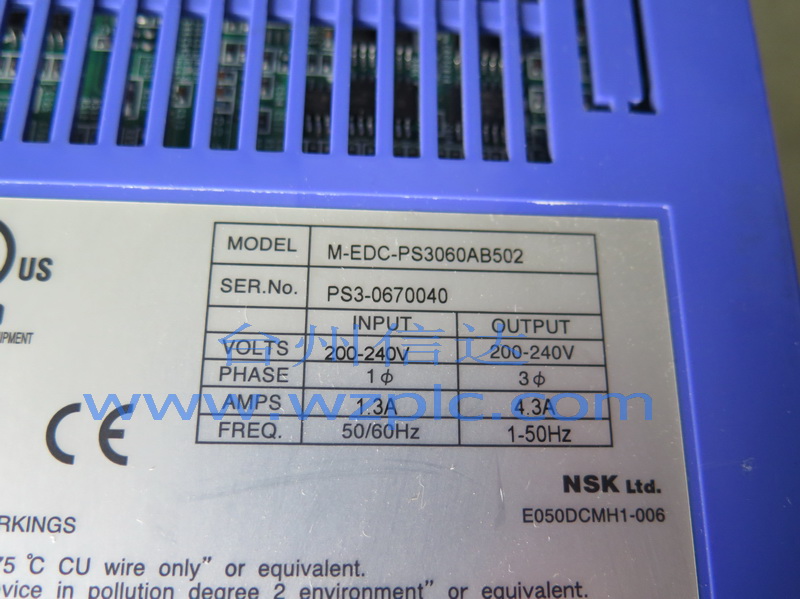 US
IPMENT
MODEL M-EDC-PS3060AB502
SER.No. PS3-0670040
INPUT OUTPUT
台州信达
VOLTS 200-240V 200-240V
PHASE 1φ 3φ
www.wzplc.com
AMPS 1.3A 4.3A
FREQ. 50/60Hz 1-50Hz
CE
NSK Ltd.
E050DCMH1-006
RKINGS
75 ℃ CU wire only” or equivalent.
evice in pollution degree 2 environment” or equivalent.